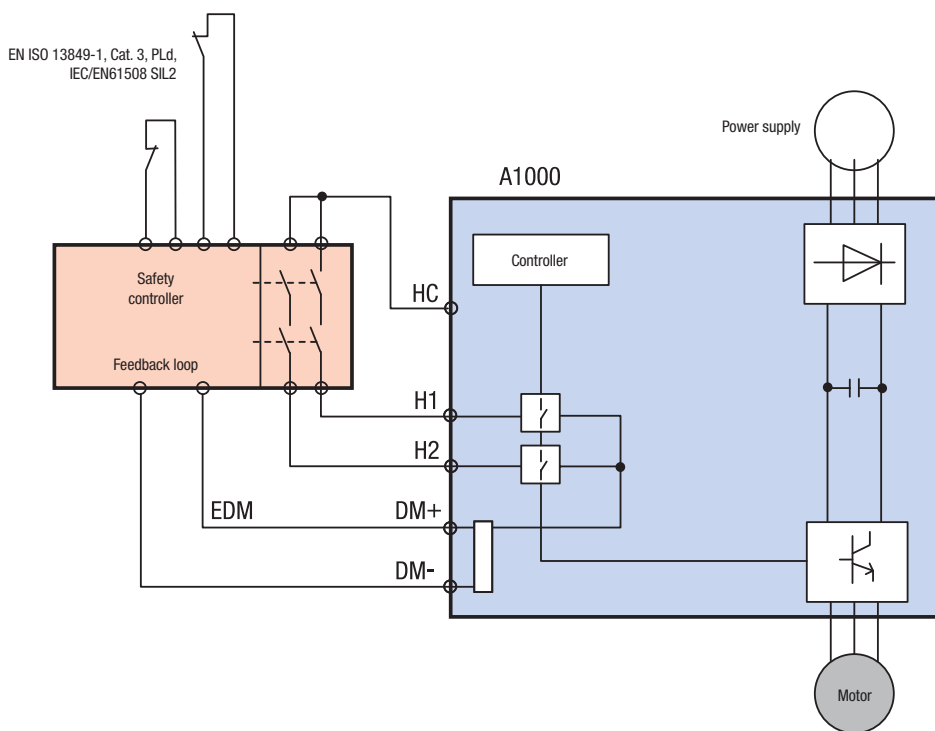 EN ISO 13849-1, Cat. 3, PLd,
IEC/EN61508 SIL2
Power supply
A1000
Controller
Safety
controller
HC
Feedback loop
H1
H2
EDM
DM+
DM-
Motor